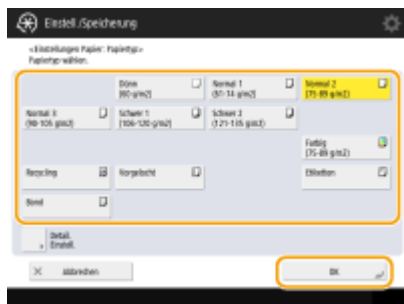 Einstell./Speicherung
<Einstellungen Papier: Papiertyp>
Papiertyp wählen.
Dünn
(60 g/m2)
Normal 1
(61-74 g/m2)
Normal 2
(75-89 g/m2)
Normal 3
(90-105 g/m2)
Schwer 1
(106-120 g/m2)
Schwer 2
(121-135 g/m2)
Farbig
(75-89 g/m2)
Recycling
Vorgelocht
Etiketten
Bond
Detail.
Einstell.
Abbrechen
OK